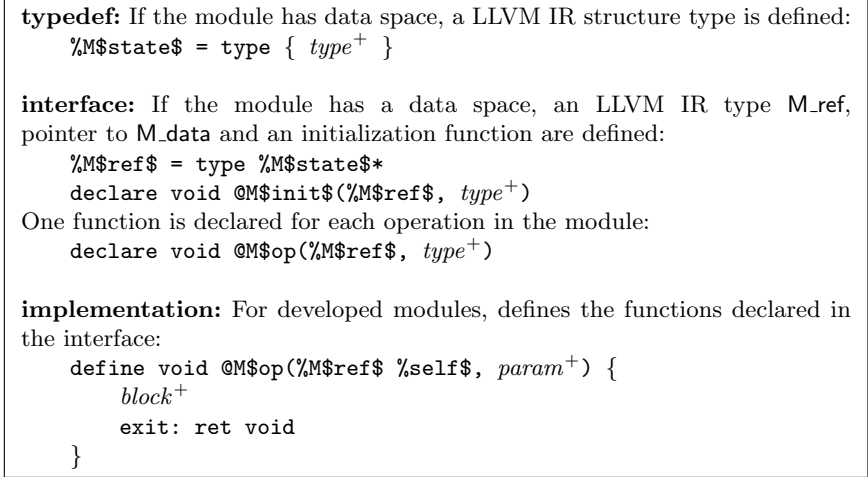 typedef: If the module has data space, a LLVM IR structure type is defined:
%M$state$ = type { type+ }
interface: If the module has a data space, an LLVM IR type M_ref,
pointer to M_data and an initialization function are defined:
%M$ref$ = type %M$state$*
declare void @M$init$(%M$ref$, type+)
One function is declared for each operation in the module:
declare void @M$op(%M$ref$, type+)
implementation: For developed modules, defines the functions declared in
the interface:
define void @M$op(%M$ref$ %self$, param+) {
block+
exit: ret void
}